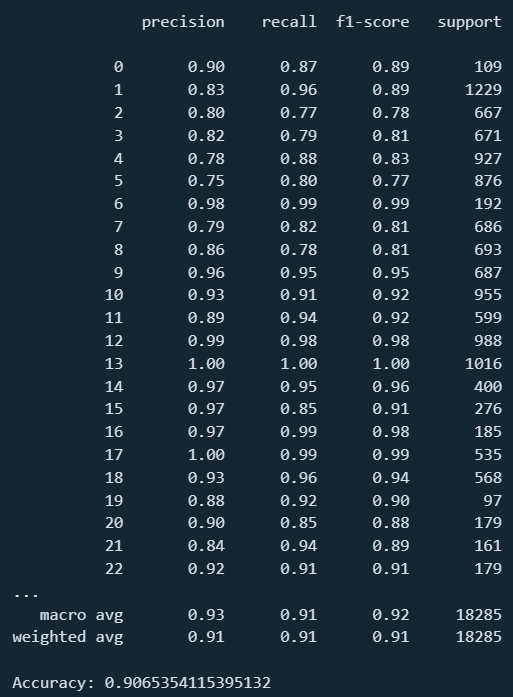 precision recall f1-score support
0 0.90 0.87 0.89 109
1 0.83 0.96 0.89 1229
2 0.80 0.77 0.78 667
3 0.82 0.79 0.81 671
4 0.78 0.88 0.83 927
5 0.75 0.80 0.77 876
6 0.98 0.99 0.99 192
7 0.79 0.82 0.81 686
8 0.86 0.78 0.81 693
9 0.96 0.95 0.95 687
10 0.93 0.91 0.92 955
11 0.89 0.94 0.92 599
12 0.99 0.98 0.98 988
13 1.00 1.00 1.00 1016
14 0.97 0.95 0.96 400
15 0.97 0.85 0.91 276
16 0.97 0.99 0.98 185
17 1.00 0.99 0.99 535
18 0.93 0.96 0.94 568
19 0.88 0.92 0.90 97
20 0.90 0.85 0.88 179
21 0.84 0.94 0.89 161
22 0.92 0.91 0.91 179
...
macro avg 0.93 0.91 0.92 18285
weighted avg 0.91 0.91 0.91 18285
Accuracy: 0.9065354115395132